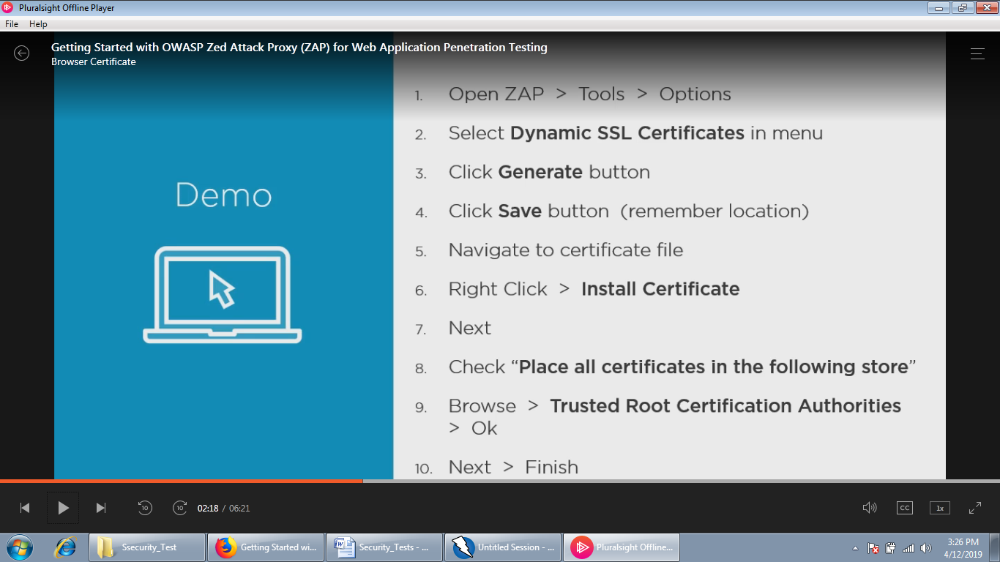 Pluralsight Offline Player
File Help
Getting Started with OWASP Zed Attack Proxy (ZAP) for Web Application Penetration Testing
Browser Certificate
Demo
1. Open ZAP > Tools > Options
2. Select Dynamic SSL Certificates in menu
3. Click Generate button
4. Click Save button (remember location)
5. Navigate to certificate file
6. Right Click > Install Certificate
7. Next
8. Check “Place all certificates in the following store”
9. Browse > Trusted Root Certification Authorities
> Ok
10. Next > Finish
10 10 02:18 / 06:21 CC 1x
Ssecurity_Test Getting Started wi... Security_Tests - ... Untitled Session - ... Pluralsight Offline...
3:26 PM
4/12/2019